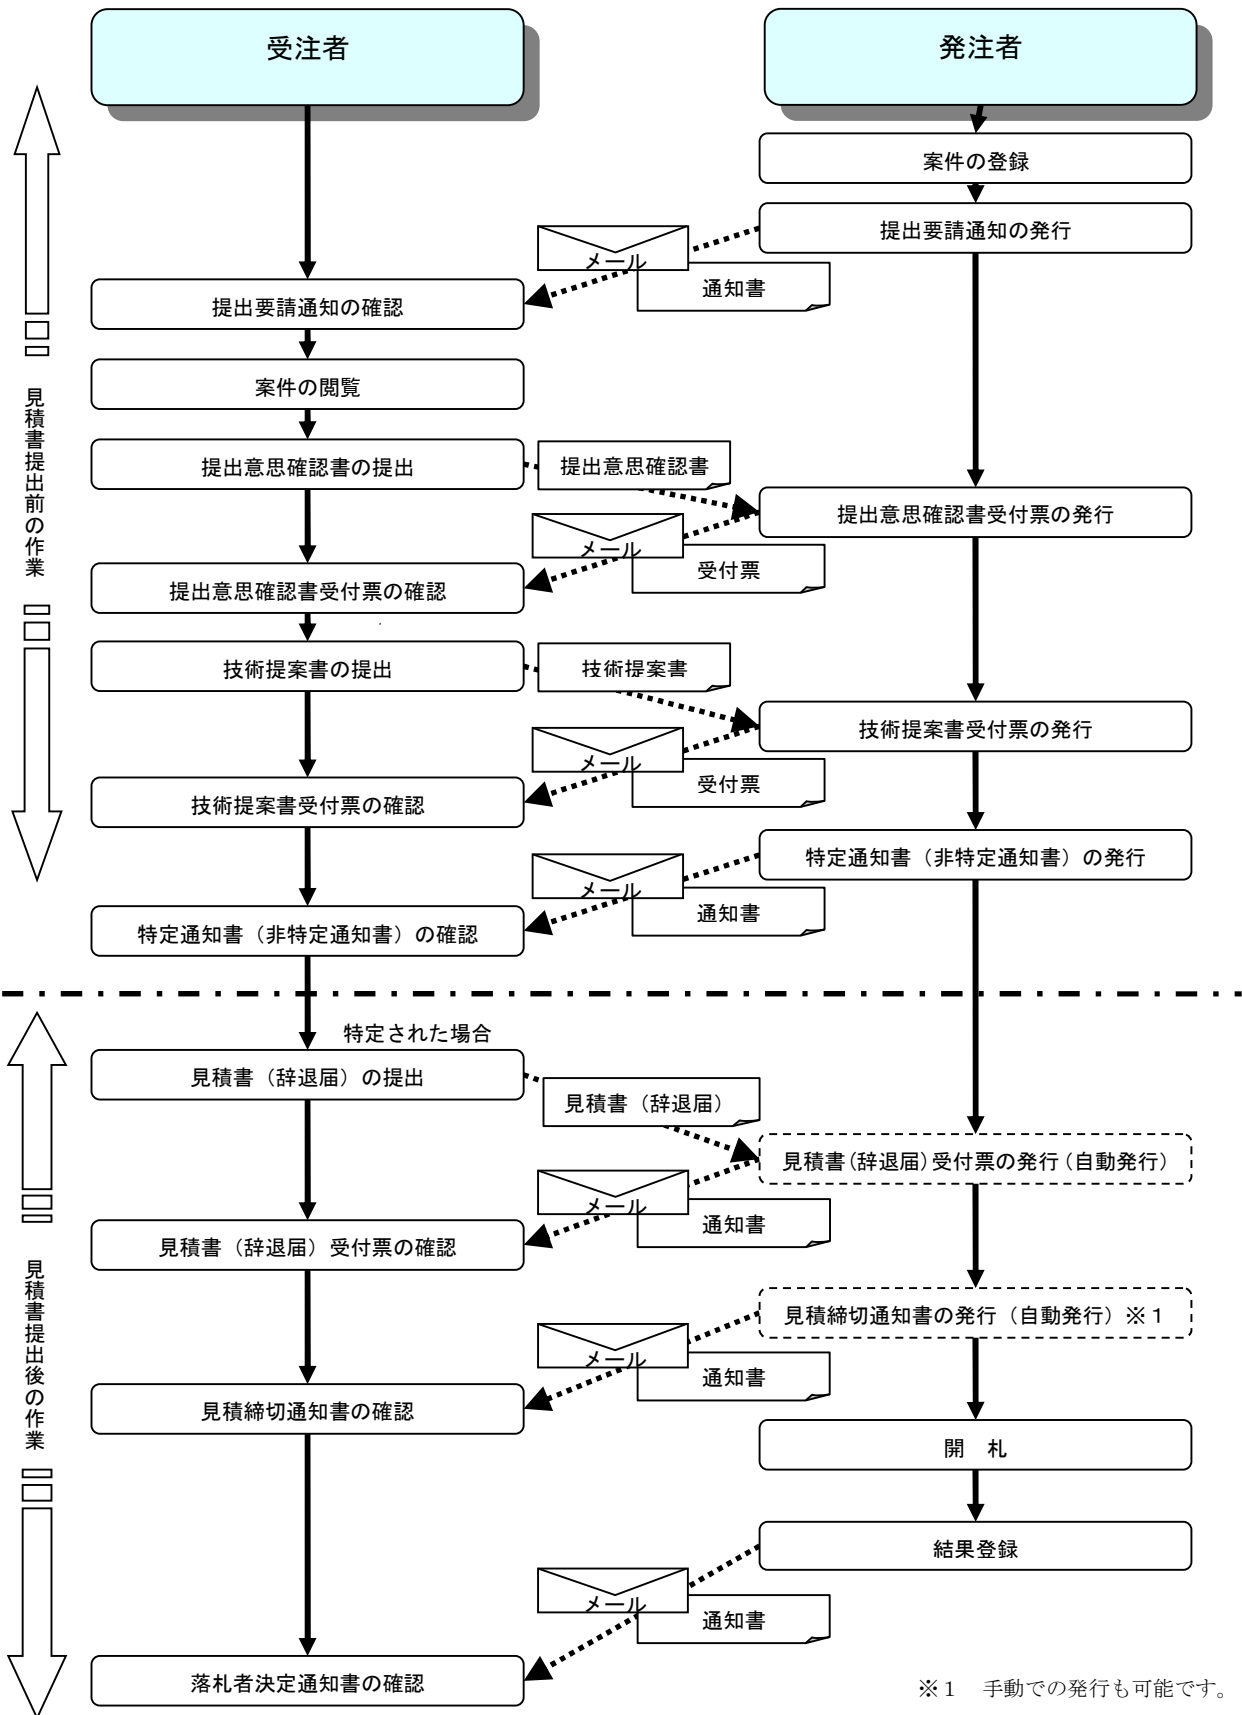 受注者
発注者
案件の登録
提出要請通知の発行
メール
通知書
提出要請通知の確認
案件の閲覧
提出意思確認書の提出
提出意思確認書
提出意思確認書受付票の発行
メール
受付票
提出意思確認書受付票の確認
技術提案書の提出
技術提案書
技術提案書受付票の発行
メール
受付票
技術提案書受付票の確認
特定通知書（非特定通知書）の発行
メール
通知書
特定通知書（非特定通知書）の確認
見積書提出前の作業
特定された場合
見積書（辞退届）の提出
見積書（辞退届）
見積書(辞退届)受付票の発行(自動発行)
メール
通知書
見積書（辞退届）受付票の確認
見積締切通知書の発行（自動発行）※１
メール
通知書
見積締切通知書の確認
開　札
結果登録
メール
通知書
落札者決定通知書の確認
見積書提出後の作業
※１　手動での発行も可能です。